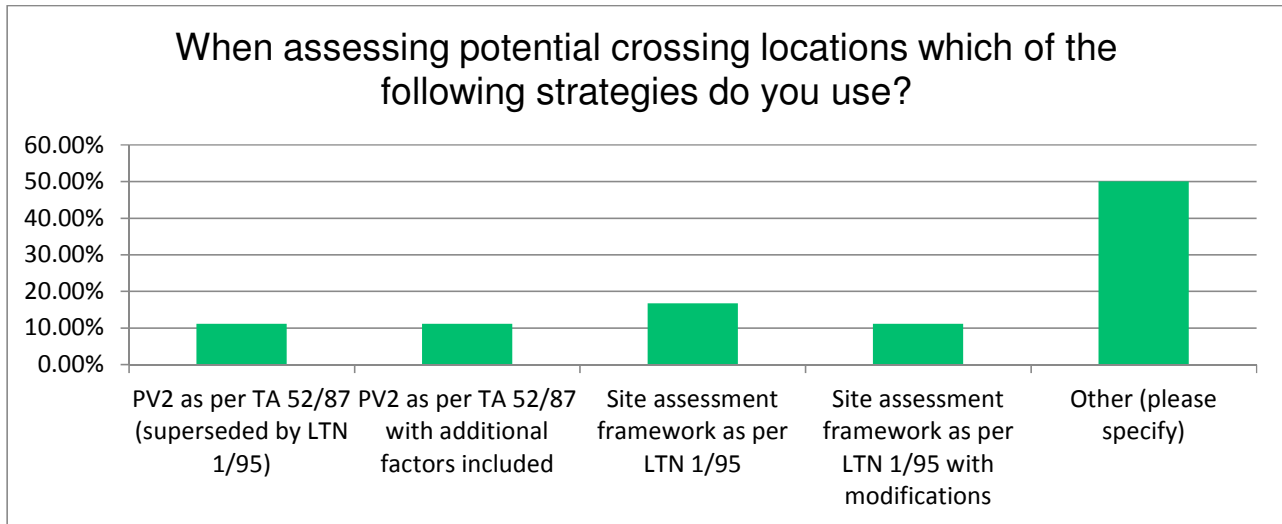 When assessing potential crossing locations which of the
following strategies do you use?
60.00%
50.00%
40.00%
30.00%
20.00%
10.00%
0.00%
PV2 as per TA 52/87
(superseded by LTN
1/95)
PV2 as per TA 52/87
with additional
factors included
Site assessment
framework as per
LTN 1/95
Site assessment
framework as per
LTN 1/95 with
modifications
Other (please
specify)